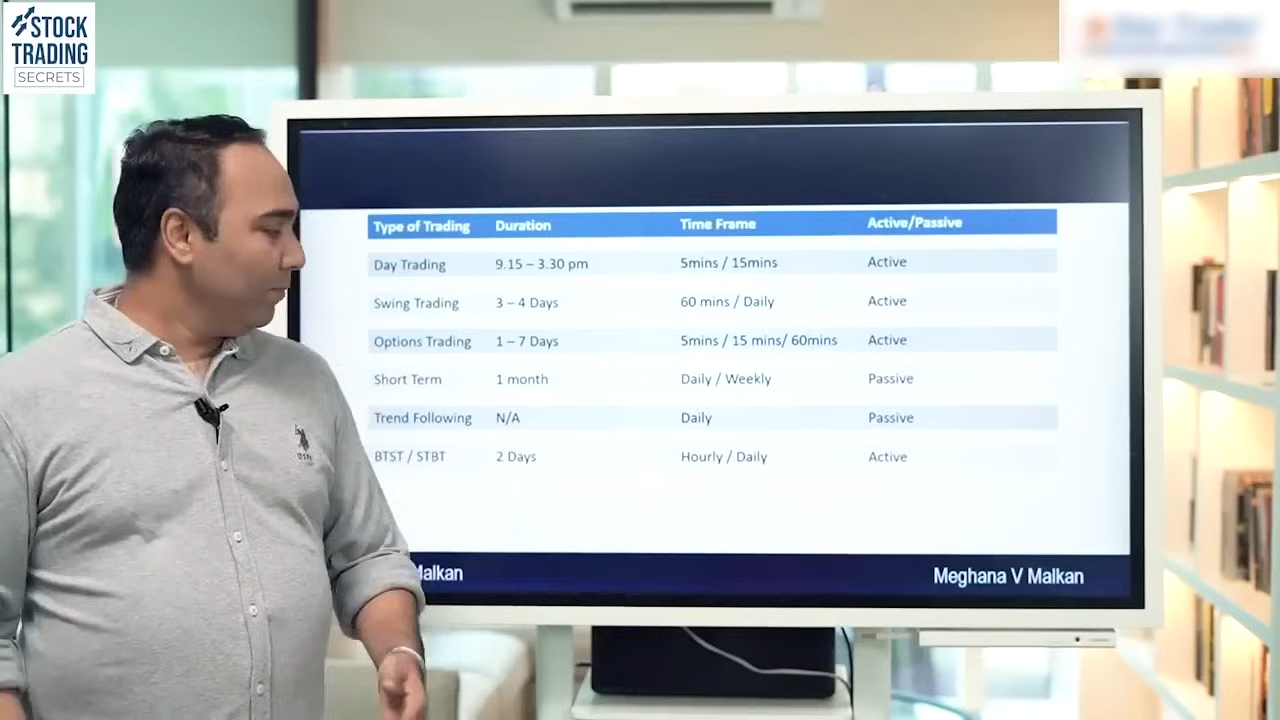 STOCK
TRADING
SECRETS
Type of Trading Duration Time Frame Active/Passive
Day Trading 9.15 – 3.30 pm 5mins / 15mins Active
Swing Trading 3 – 4 Days 60 mins / Daily Active
Options Trading 1 – 7 Days 5mins / 15 mins/ 60mins Active
Short Term 1 month Daily / Weekly Passive
Trend Following N/A Daily Passive
BTST / STBT 2 Days Hourly / Daily Active
Malkan Meghana V Malkan